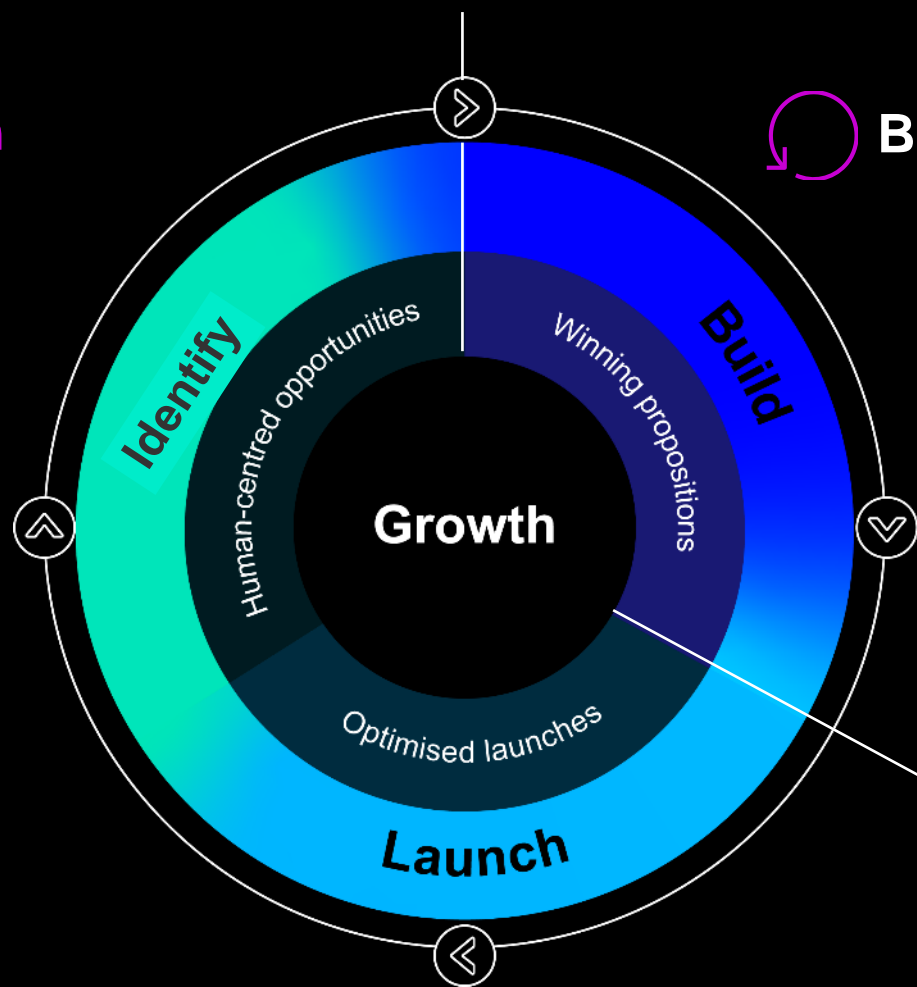 B
Identify
Human-centred opportunities
Build
Winning propositions
Growth
Optimised launches
Launch